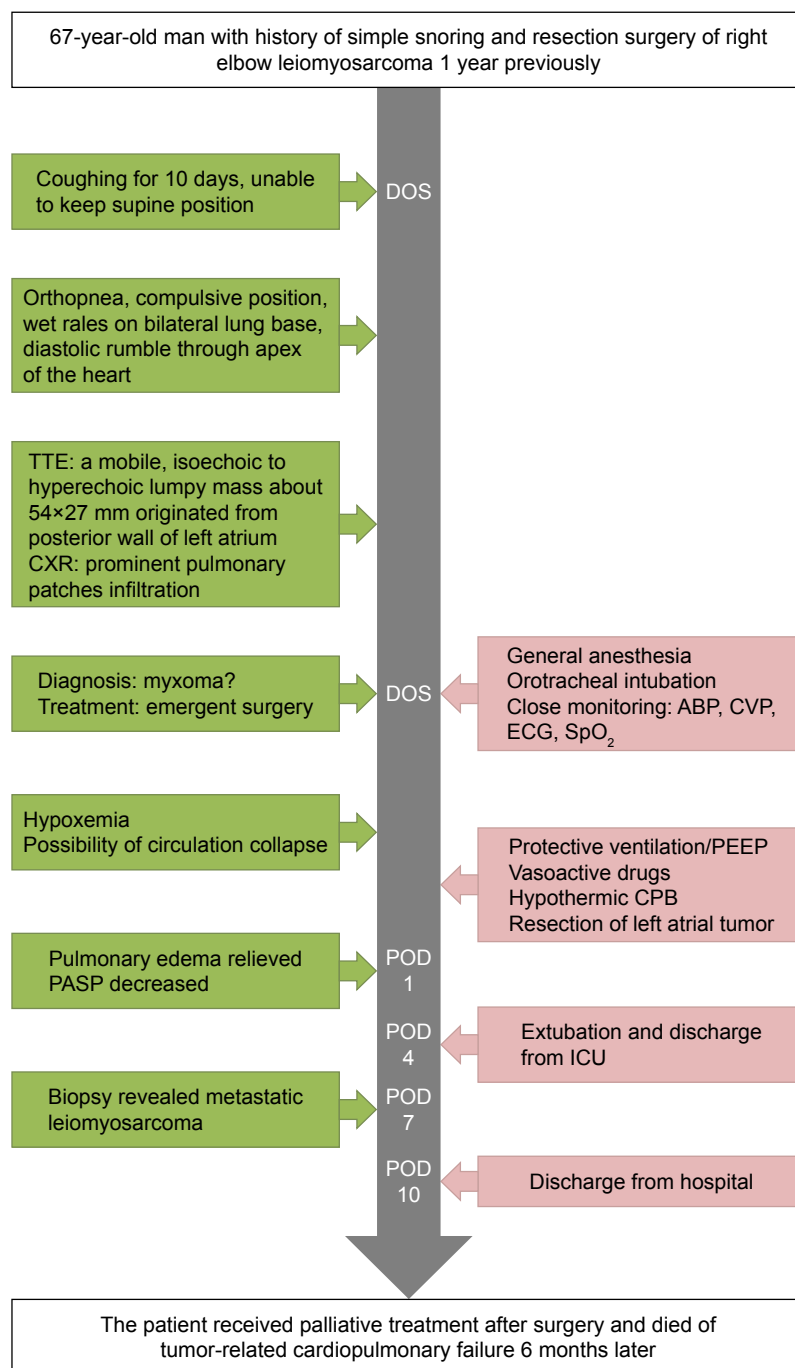 67-year-old man with history of simple snoring and resection surgery of right
elbow leiomyosarcoma 1 year previously
Coughing for 10 days, unable
to keep supine position
DOS
Orthopnea, compulsive position,
wet rales on bilateral lung base,
diastolic rumble through apex
of the heart
TTE: a mobile, isoechoic to
hyperechoic lumpy mass about
54×27 mm originated from
posterior wall of left atrium
CXR: prominent pulmonary
patches infiltration
Diagnosis: myxoma?
Treatment: emergent surgery
DOS
General anesthesia
Orotracheal intubation
Close monitoring: ABP, CVP,
ECG, SpO₂
Hypoxemia
Possibility of circulation collapse
Protective ventilation/PEEP
Vasoactive drugs
Hypothermic CPB
Resection of left atrial tumor
Pulmonary edema relieved
PASP decreased
POD
1
POD
4
Extubation and discharge
from ICU
Biopsy revealed metastatic
leiomyosarcoma
POD
7
POD
10
Discharge from hospital
The patient received palliative treatment after surgery and died of
tumor-related cardiopulmonary failure 6 months later